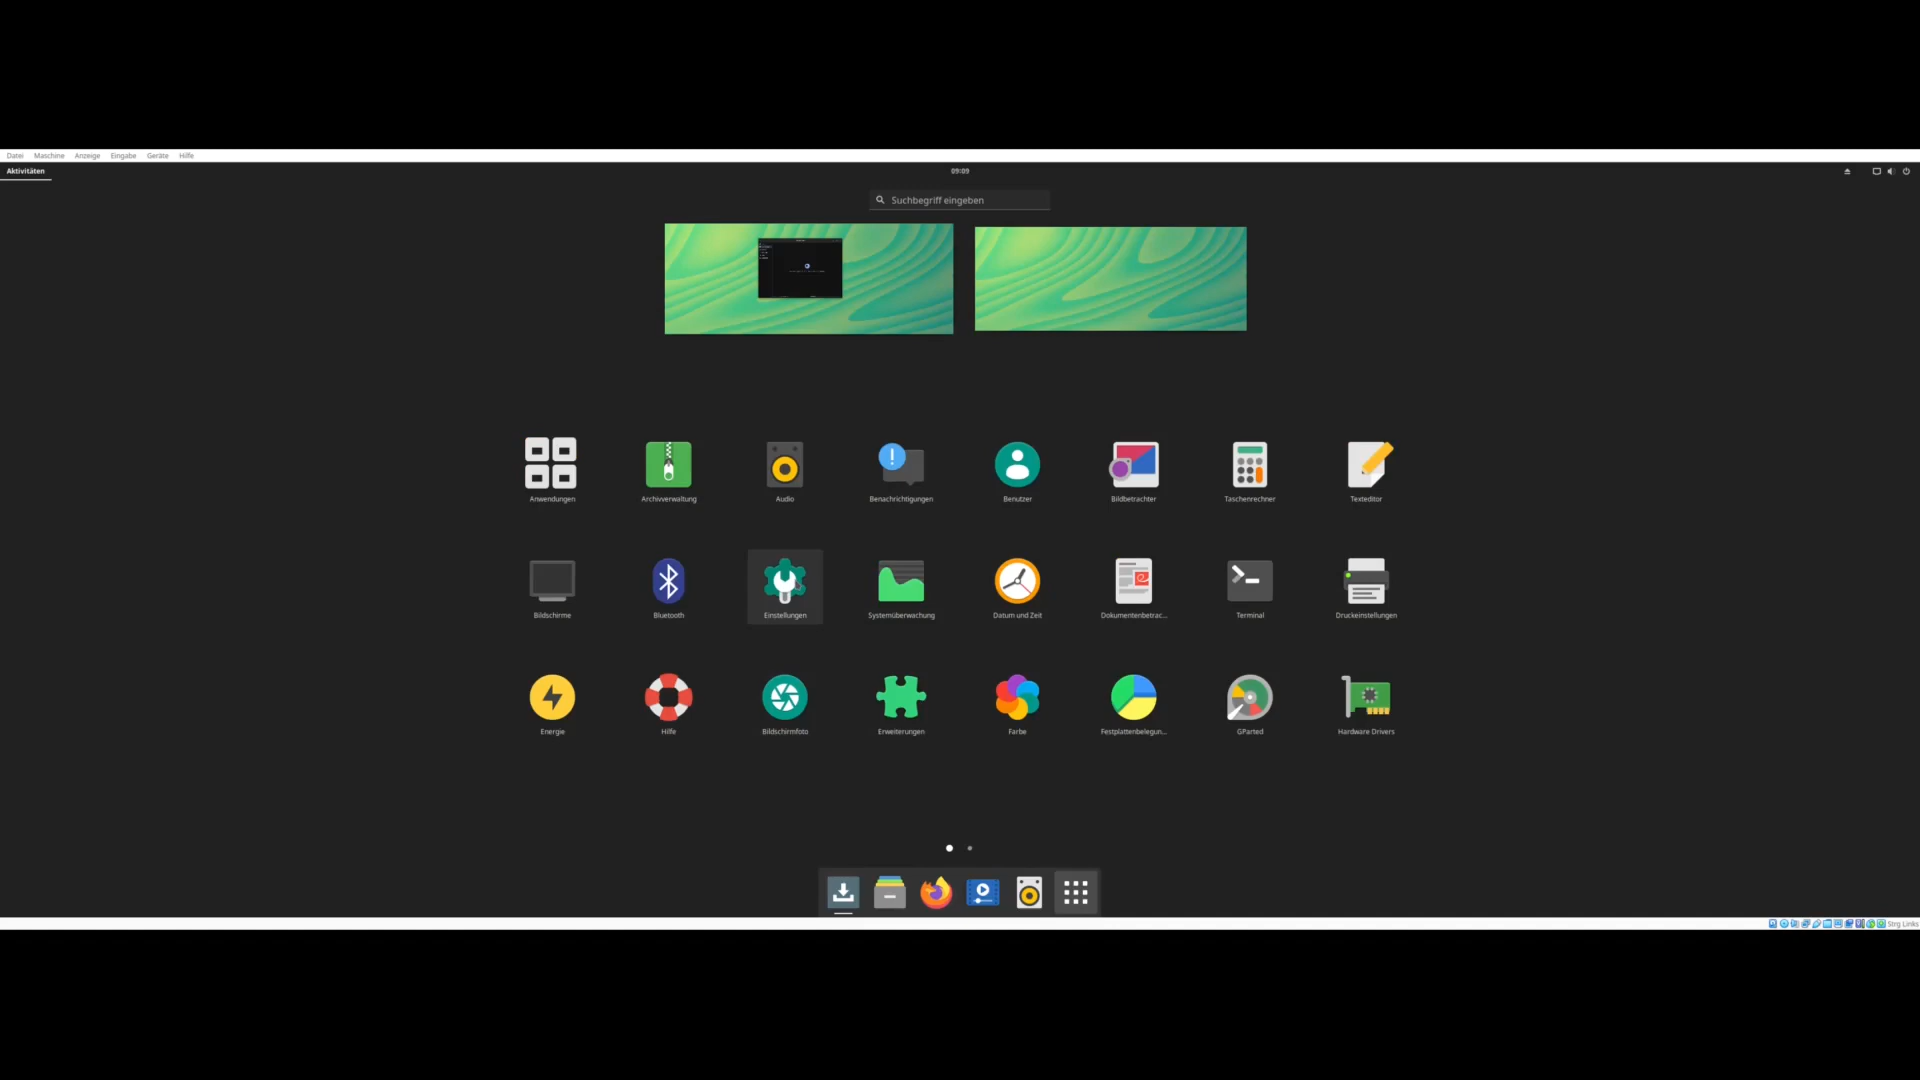 Datei Maschine Anzeige Eingabe Geräte Hilfe
Aktivitäten 09:09
Suchbegriff eingeben
Anwendungen Archivverwaltung Audio Benachrichtigungen Benutzer Bildbetrachter Taschenrechner Texteditor
Bildschirme Bluetooth Einstellungen Systemüberwachung Datum und Zeit Dokumentenbetrac... Terminal Druckeinstellungen
Energie Hilfe Bildschirmfoto Erweiterungen Farbe Festplattenbelegun... GParted Hardware Drivers
Strg Links